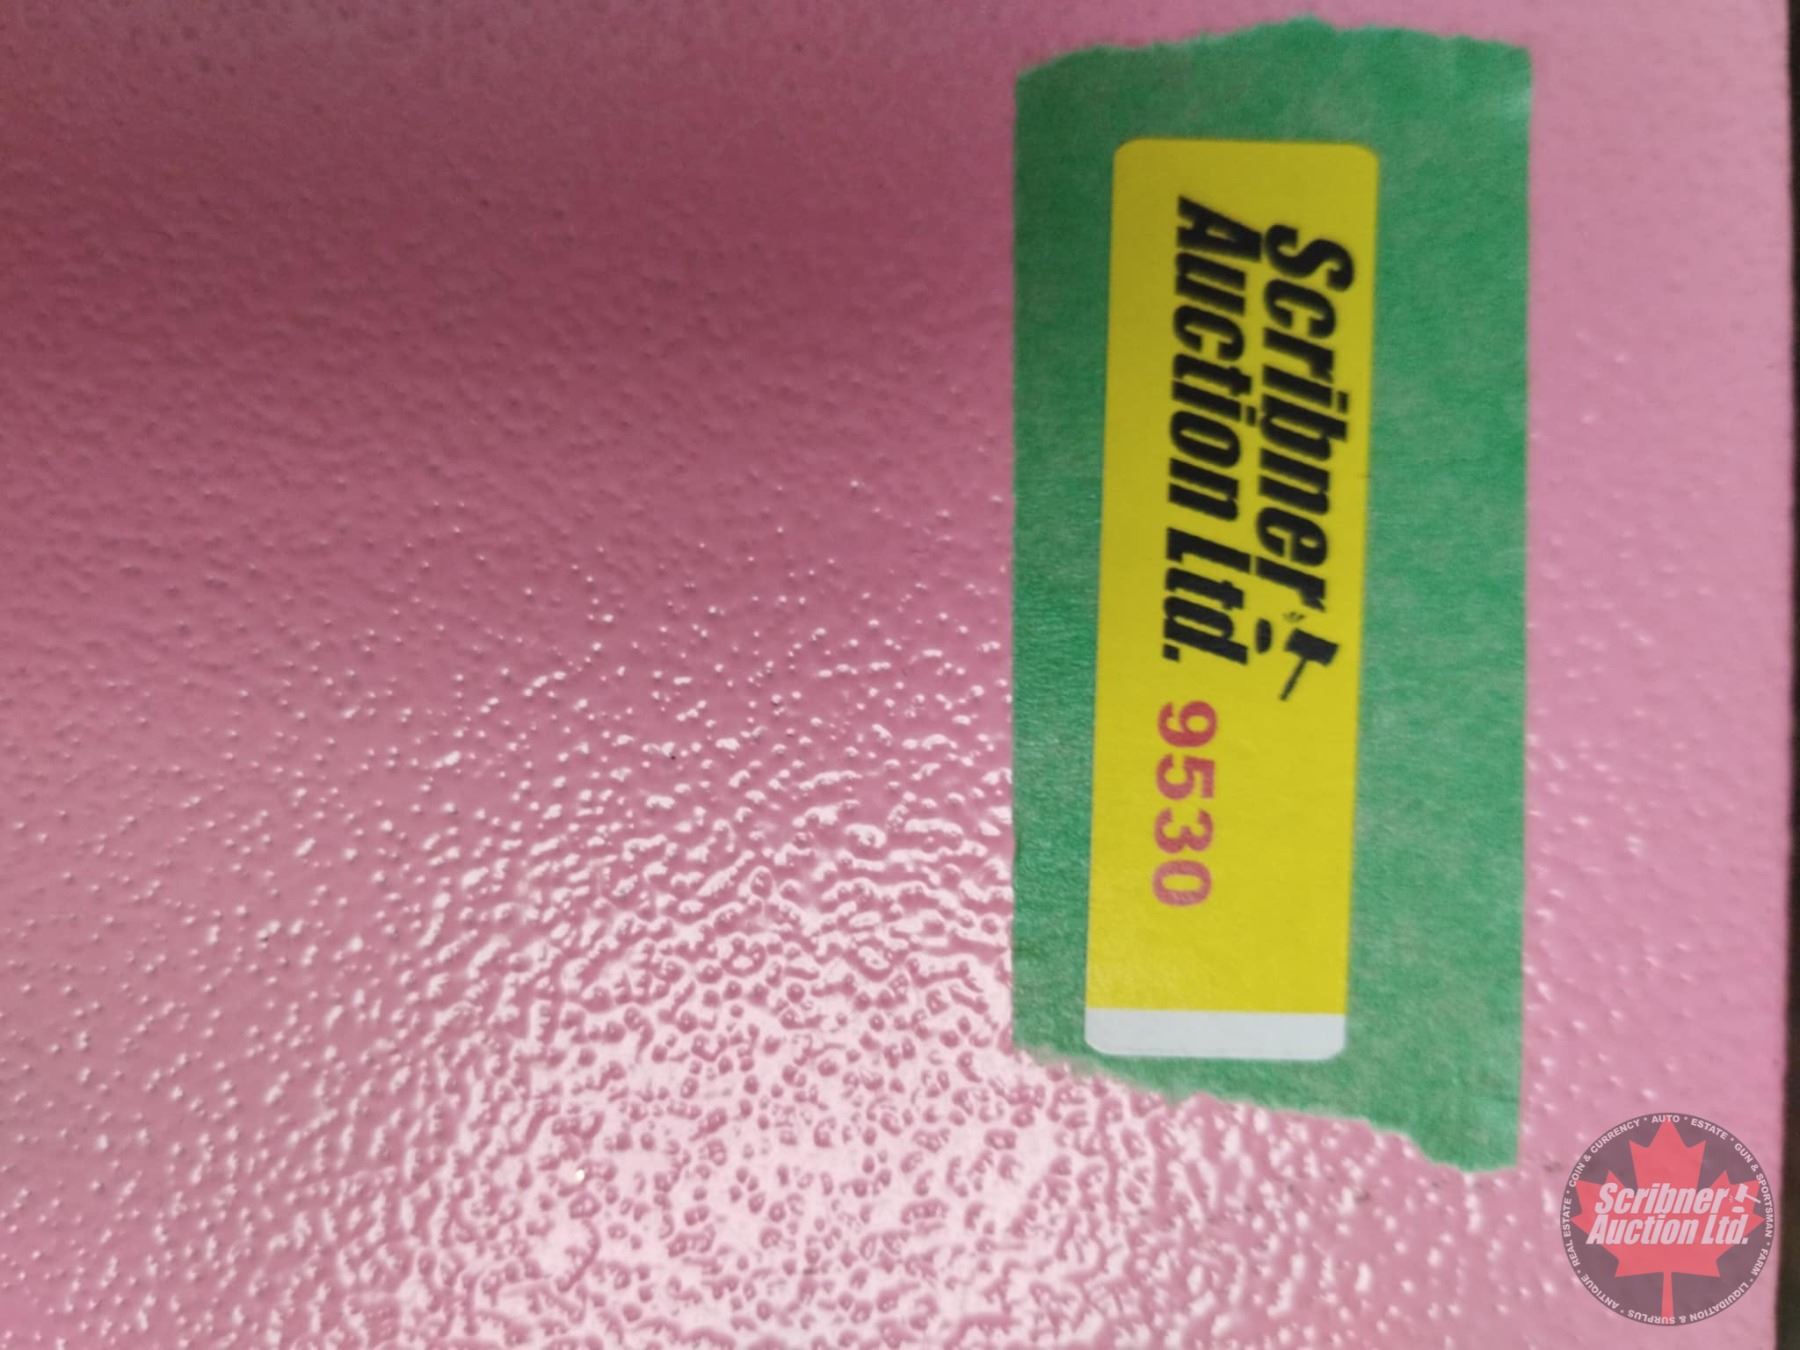 Scribner
Auction Ltd. 9530
COIN & CURRENCY • AUTO • ESTATE • GUN & SPORTSMAN • FARM • LIQUIDATION & SURPLUS • ANTIQUE • REAL ESTATE •
Scribner
Auction Ltd.